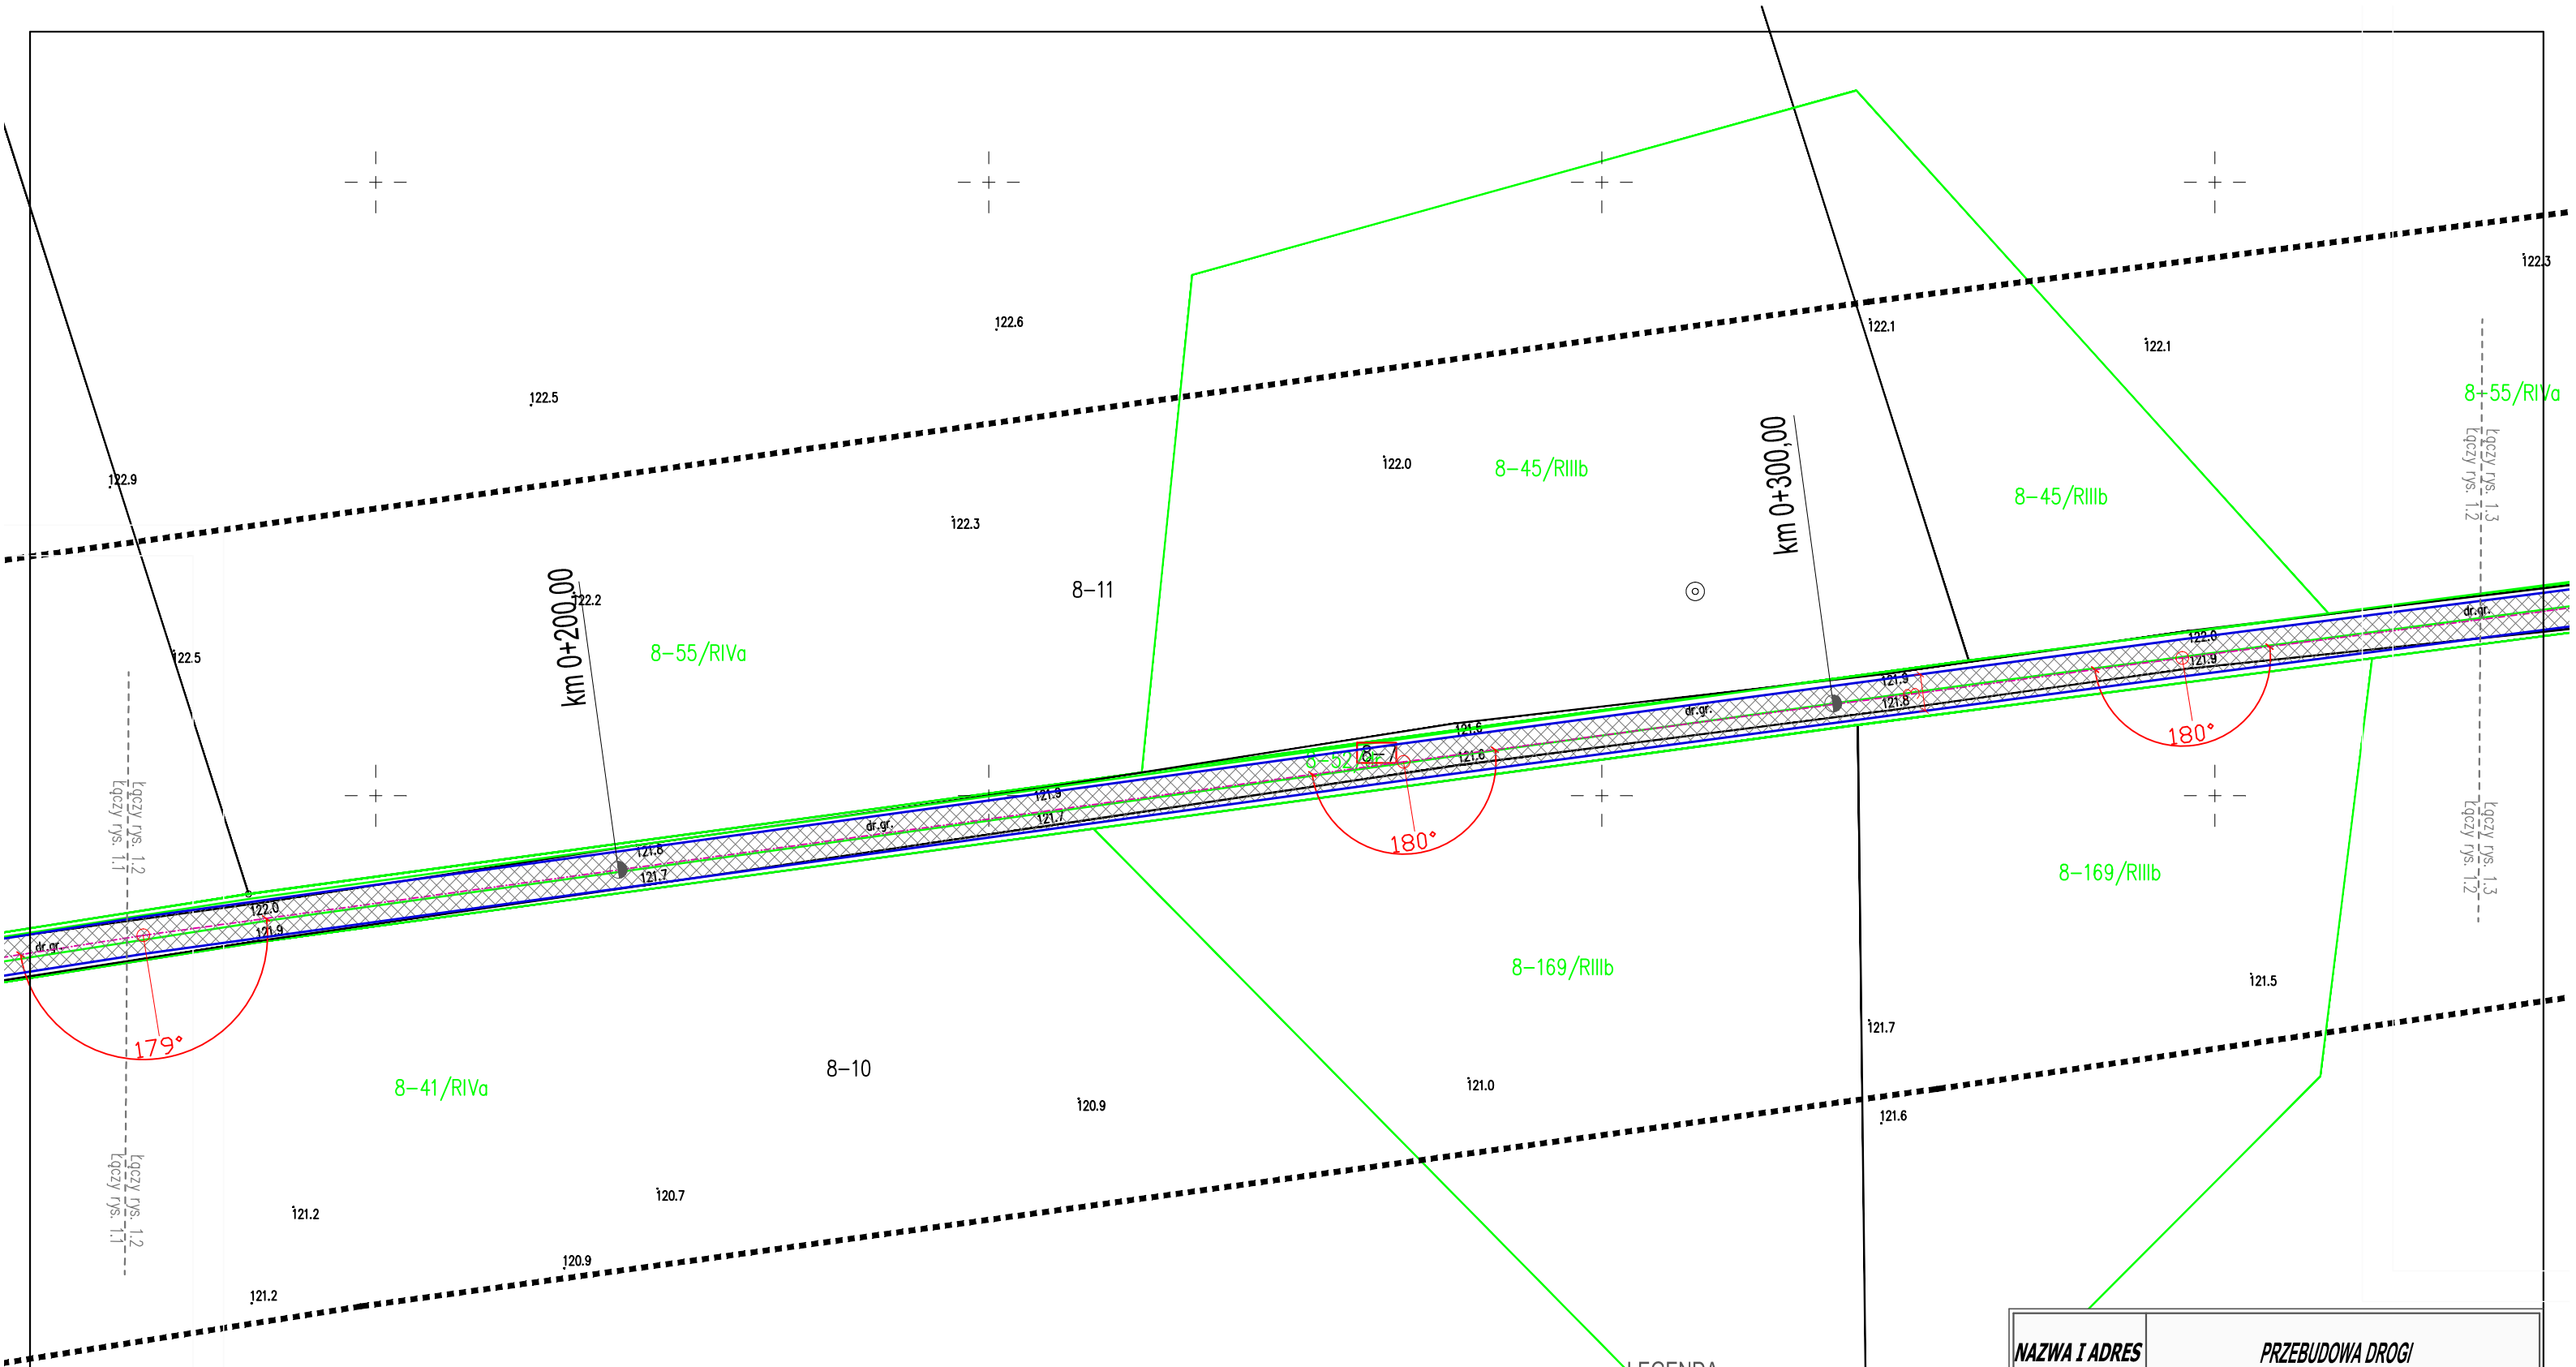 122.3
122.6
122.1
122.1
8-55/RIVa
122.5
km 0+300,00
Łączy rys. 1.3
Łączy rys. 1.2
122.0
8-45/RIIIb
122.9
8-45/RIIIb
122.3
km 0+200,00
122.2
8-11
dr.gr.
122.0
8-55/RIVa
122.5
121.9
121.9
121.8
dr.gr.
121.6
180°
8-7
121.6
Łączy rys. 1.2
Łączy rys. 1.1
121.9
121.7
dr.gr.
180°
Łączy rys. 1.3
Łączy rys. 1.2
121.8
121.7
8-169/RIIIb
122.0
121.9
dr.gr.
8-169/RIIIb
121.5
179°
121.7
8-10
8-41/RIVa
121.0
120.9
121.6
Łączy rys. 1.2
Łączy rys. 1.1
120.7
121.2
120.9
121.2
NAZWA I ADRES
PRZEBUDOWA DROGI
LEGENDA